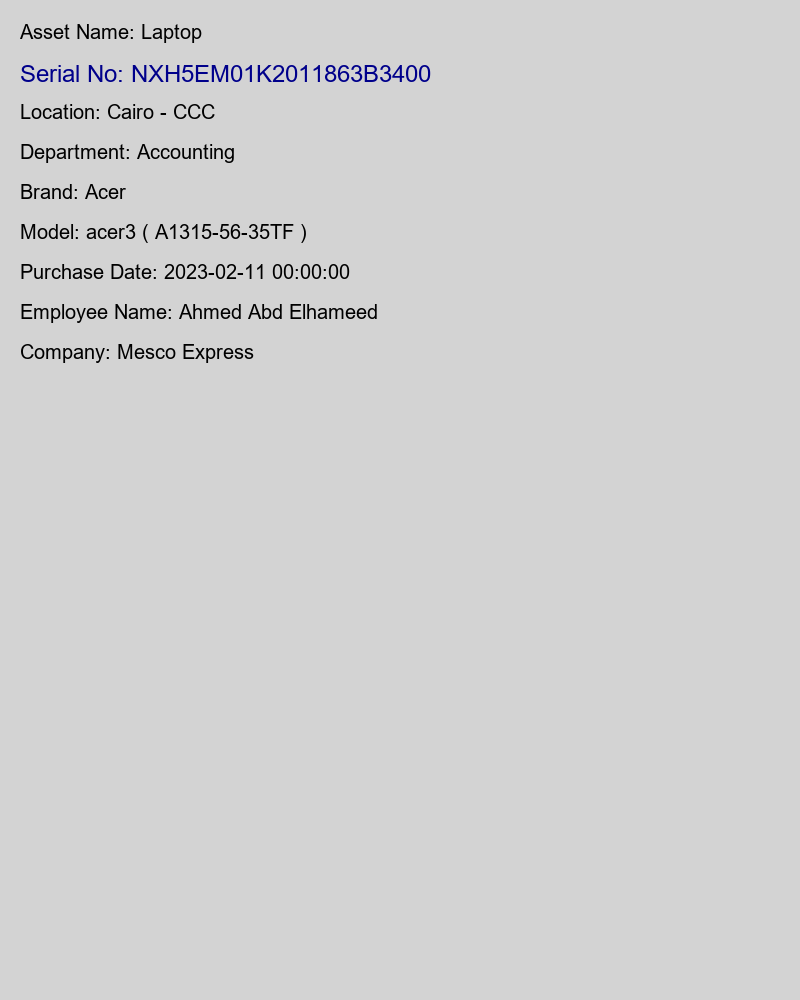 Asset Name: Laptop
Serial No: NXH5EM01K2011863B3400
Location: Cairo - CCC
Department: Accounting
Brand: Acer
Model: acer3 ( A1315-56-35TF )
Purchase Date: 2023-02-11 00:00:00
Employee Name: Ahmed Abd Elhameed
Company: Mesco Express